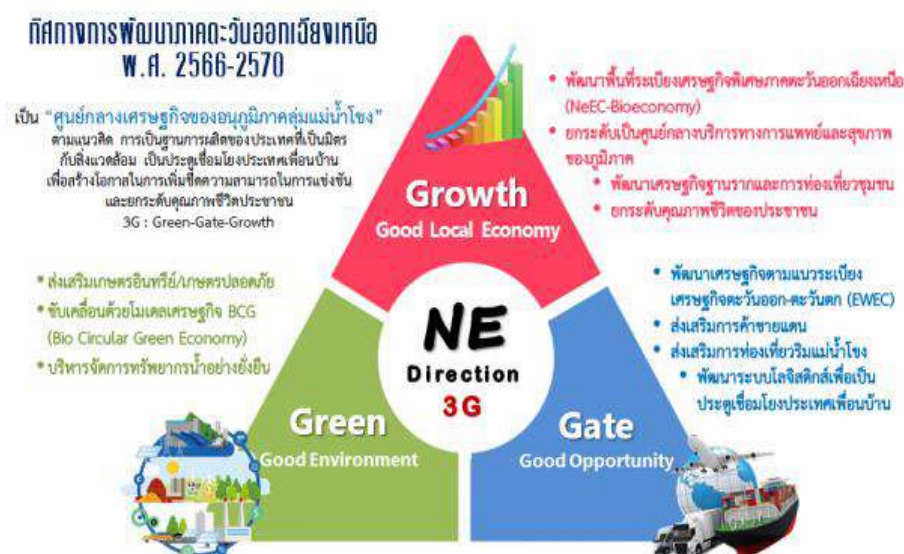 ทิศทางการพัฒนาภาคตะวันออกเฉียงเหนือ
พ.ศ. 2566-2570
เป็น "ศูนย์กลางเศรษฐกิจของอนุภูมิภาคลุ่มแม่น้ำโขง"
ตามแนวคิด การเป็นฐานการผลิตของประเทศที่เป็นมิตร
กับสิ่งแวดล้อม เป็นประตูเชื่อมโยงประเทศเพื่อนบ้าน
เพื่อสร้างโอกาสในการเพิ่มขีดความสามารถในการแข่งขัน
และยกระดับคุณภาพชีวิตประชาชน
3G : Green-Gate-Growth
Growth
Good Local Economy
• พัฒนาพื้นที่ระเบียงเศรษฐกิจพิเศษภาคตะวันออกเฉียงเหนือ
(NeEC-Bioeconomy)
• ยกระดับเป็นศูนย์กลางบริการทางการแพทย์และสุขภาพ
ของภูมิภาค
• พัฒนาเศรษฐกิจฐานรากและการท่องเที่ยวชุมชน
• ยกระดับคุณภาพชีวิตของประชาชน
• ส่งเสริมเกษตรอินทรีย์/เกษตรปลอดภัย
• ขับเคลื่อนด้วยโมเดลเศรษฐกิจ BCG
(Bio Circular Green Economy)
• บริหารจัดการทรัพยากรน้ำอย่างยั่งยืน
NE
Direction
3G
• พัฒนาเศรษฐกิจตามแนวระเบียง
เศรษฐกิจตะวันออก-ตะวันตก (EWEC)
• ส่งเสริมการค้าชายแดน
• ส่งเสริมการท่องเที่ยวริมแม่น้ำโขง
• พัฒนาระบบโลจิสติกส์เพื่อเป็น
ประตูเชื่อมโยงประเทศเพื่อนบ้าน
Green
Good Environment
Gate
Good Opportunity